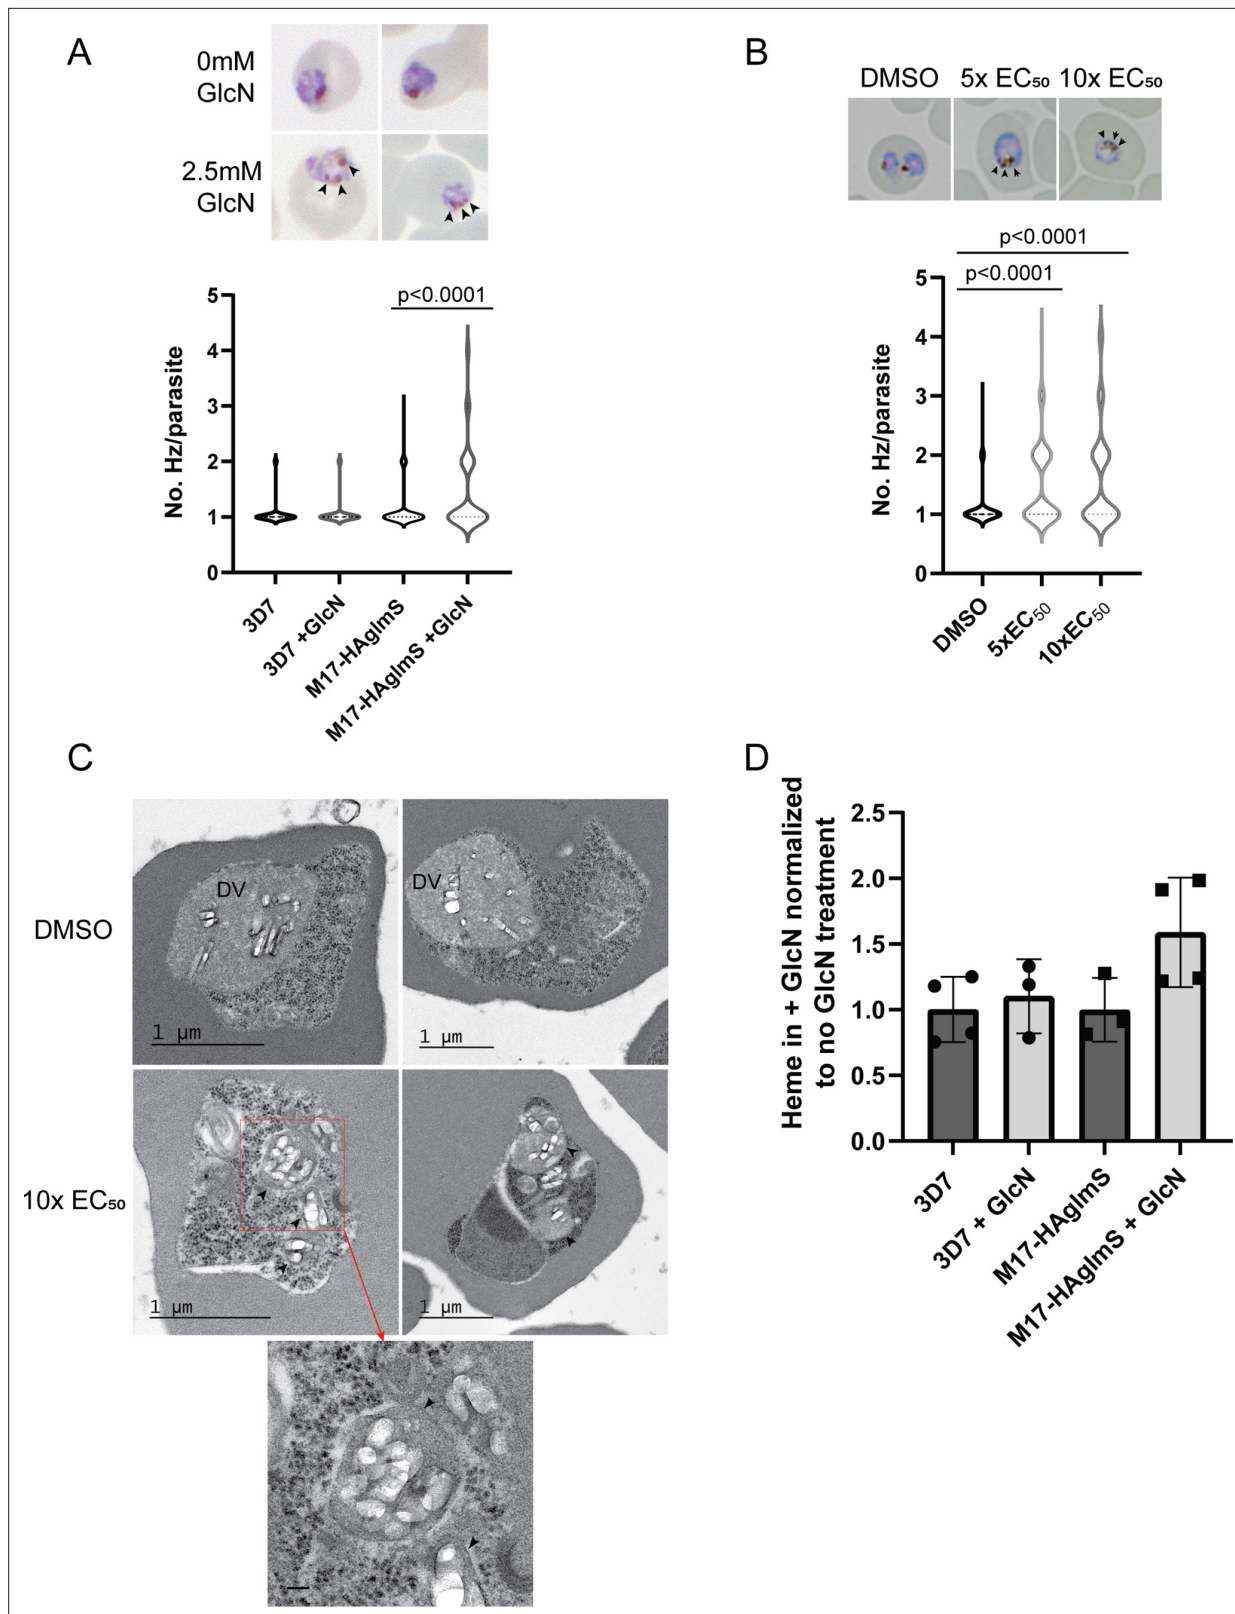 A
0mM
GlcN
2.5mM
GlcN
p<0.0001
No. Hz/parasite
5
4
3
2
1
0
3D7
3D7 +GlcN
M17-HAglmS
M17-HAglmS +GlcN
B
DMSO 5x EC₅₀ 10x EC₅₀
p<0.0001
p<0.0001
No. Hz/parasite
5
4
3
2
1
0
DMSO
5xEC₅₀
10xEC₅₀
C
DMSO
DV
1 μm
DV
1 μm
10x EC₅₀
1 μm
1 μm
D
Heme in + GlcN normalized
to no GlcN treatment
2.5
2.0
1.5
1.0
0.5
0.0
3D7
3D7 + GlcN
M17-HAglmS
M17-HAglmS + GlcN